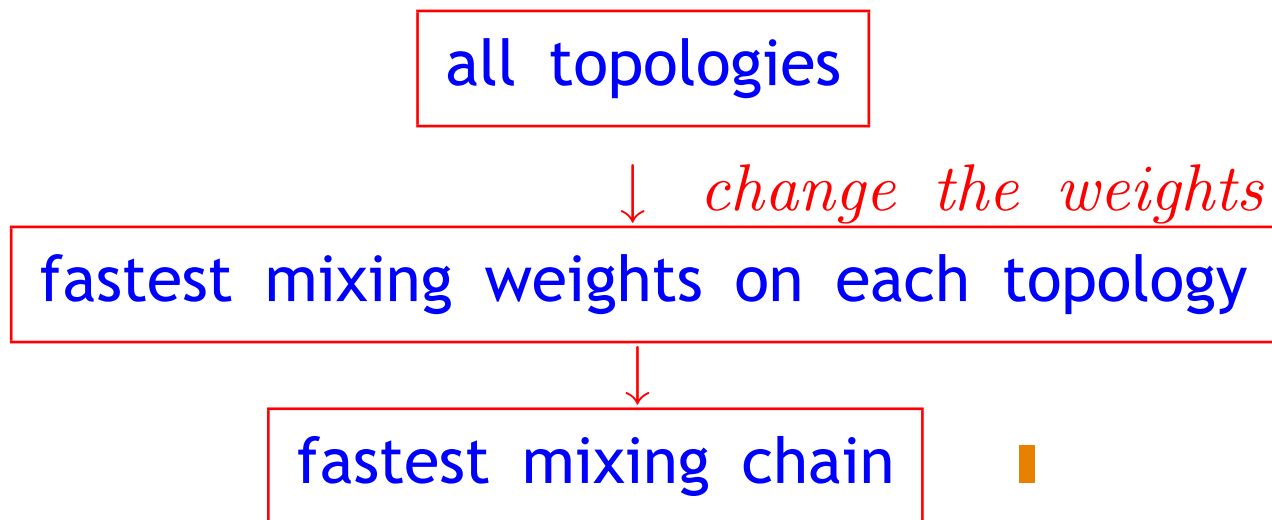 all topologies
change the weights
fastest mixing weights on each topology
fastest mixing chain